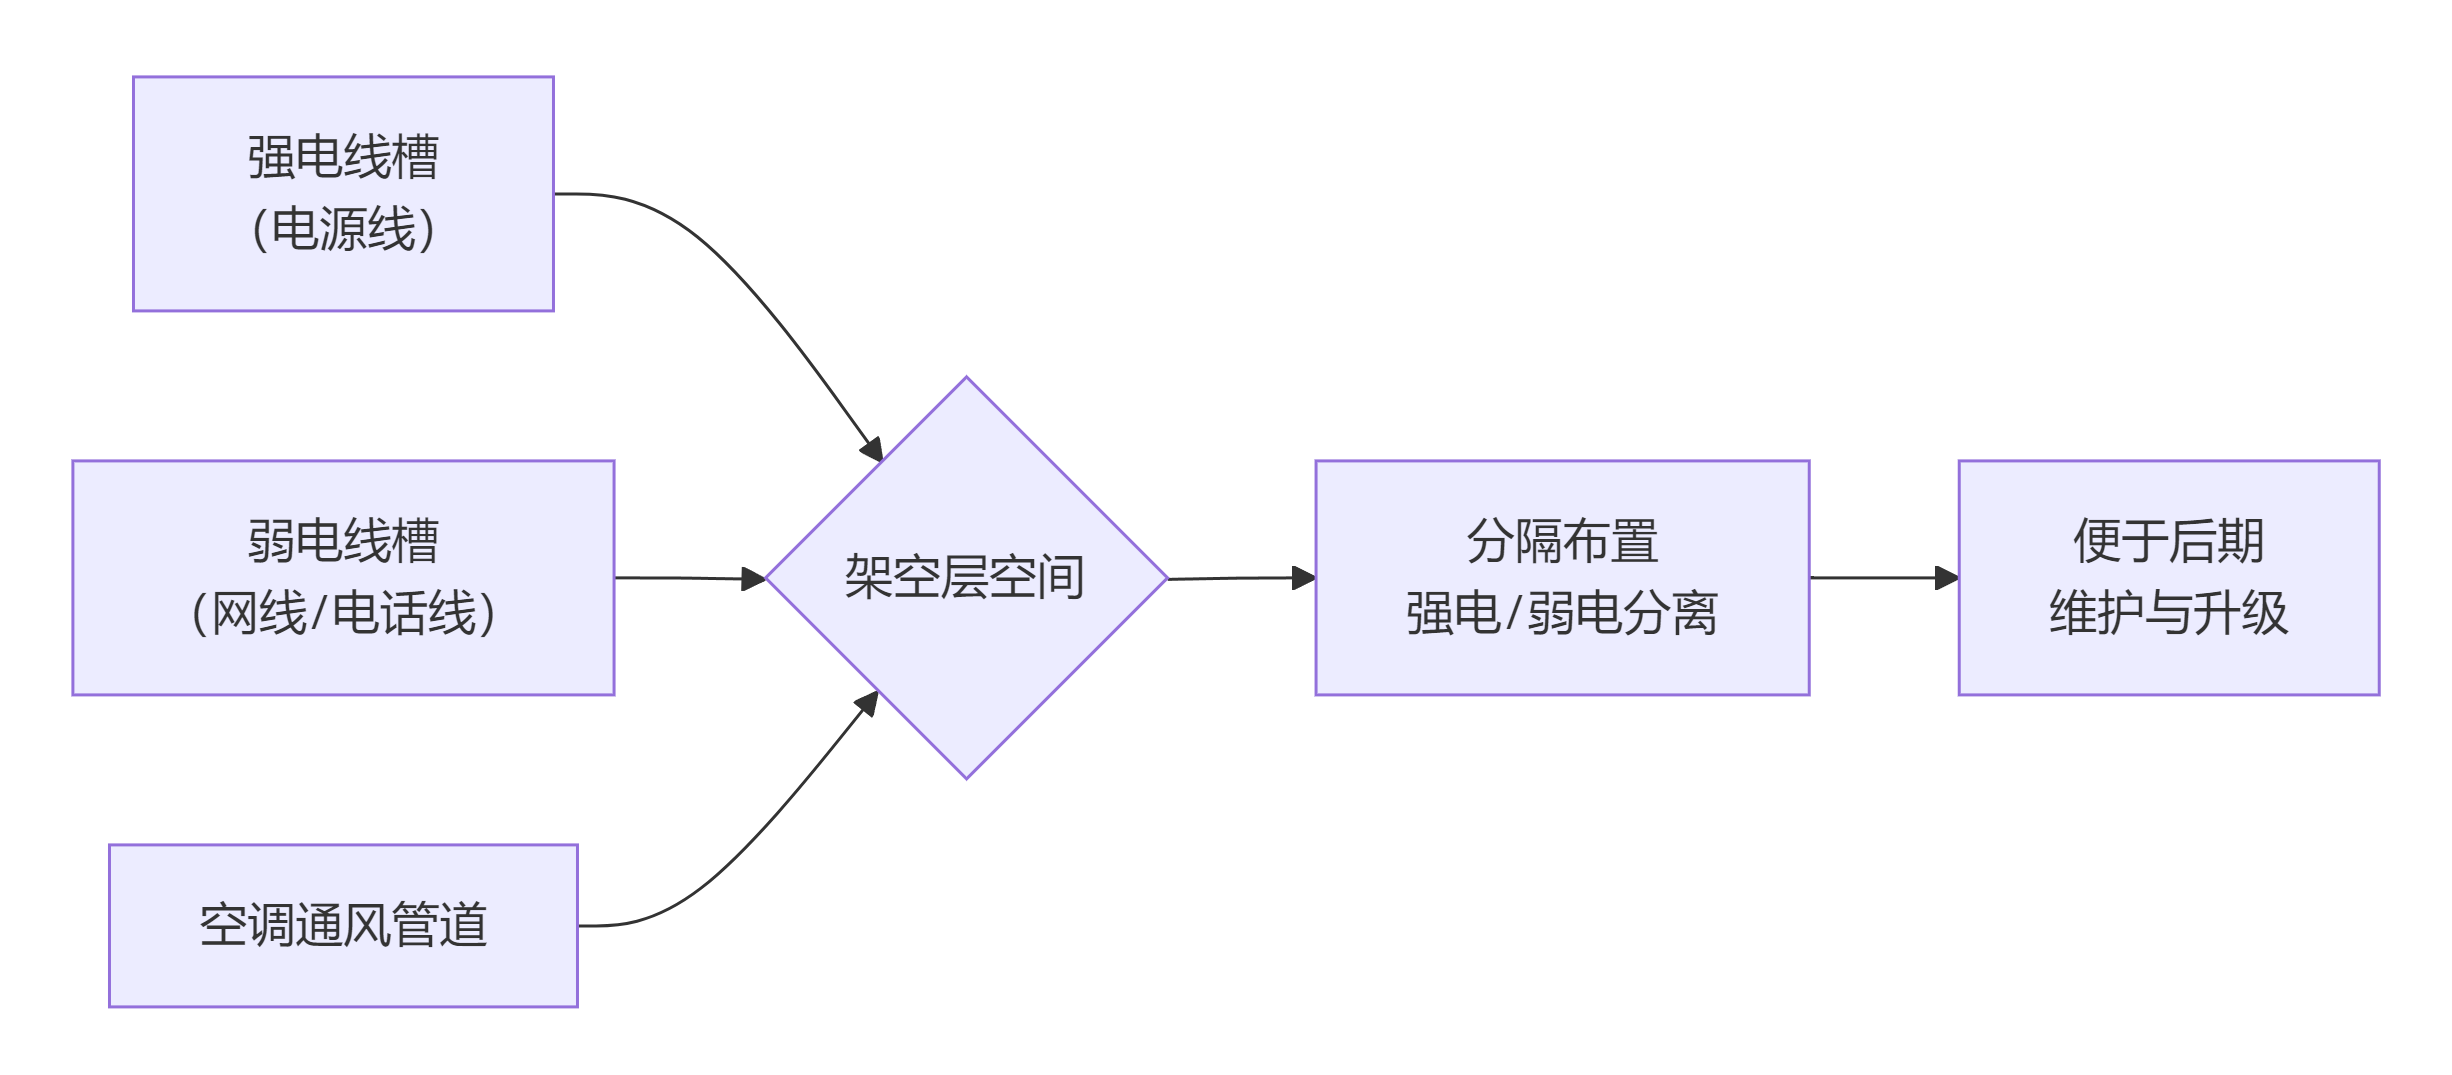 强电线槽
(电源线)
弱电线槽
(网线/电话线)
空调通风管道
架空层空间
分隔布置
强电/弱电分离
便于后期
维护与升级